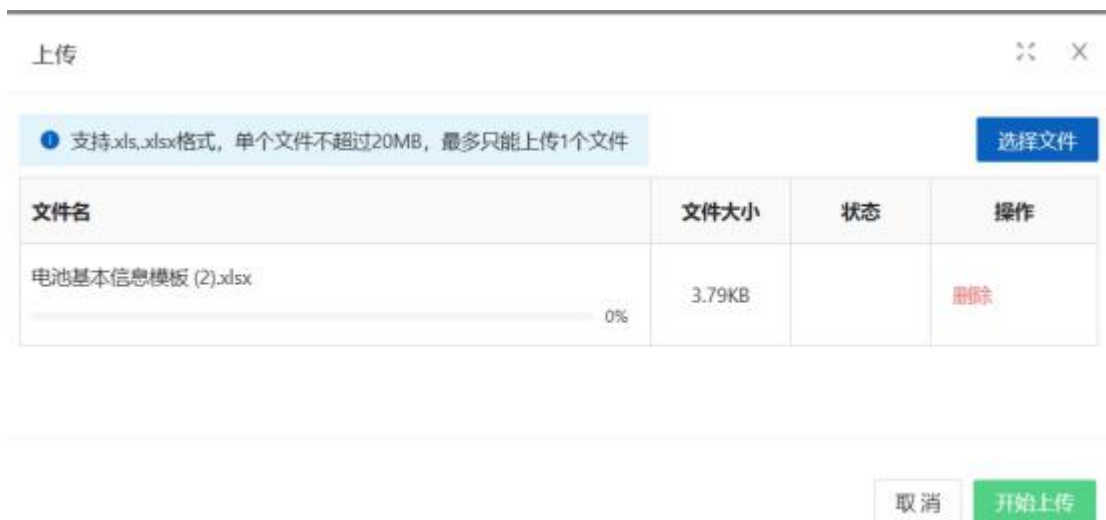 上传
支持.xls,.xlsx格式，单个文件不超过20MB，最多只能上传1个文件
选择文件
文件名 文件大小 状态 操作
电池基本信息模板 (2).xlsx
3.79KB 删除
0%
取 消 开始上传